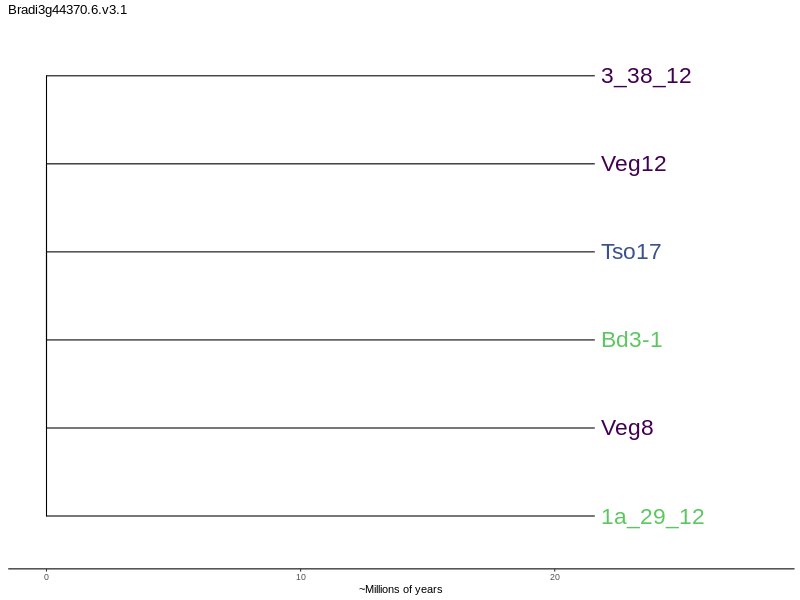 Bradi3g44370.6.v3.1
3_38_12
Veg12
Tso17
Bd3-1
Veg8
1a_29_12
0 10 20
~Millions of years